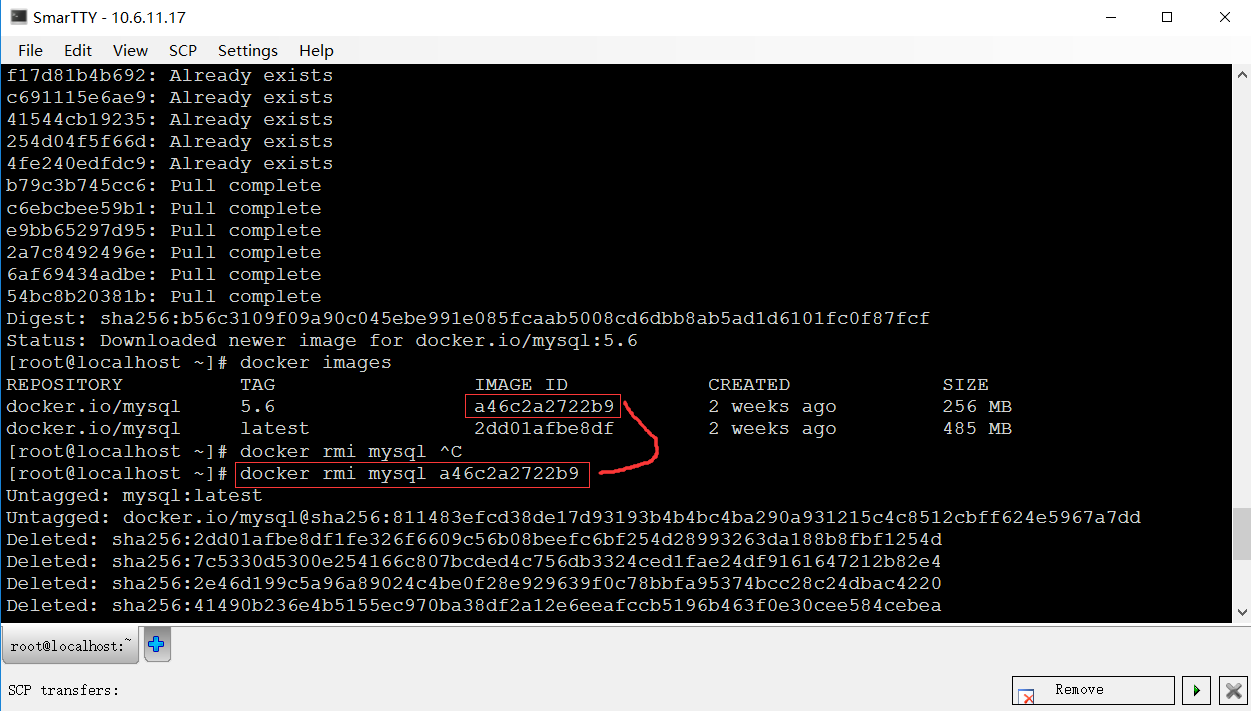 SmarTTY - 10.6.11.17
File Edit View SCP Settings Help
f17d81b4b692: Already exists
c691115e6ae9: Already exists
41544cb19235: Already exists
254d04f5f66d: Already exists
4fe240edfdc9: Already exists
b79c3b745cc6: Pull complete
c6ebcbee59b1: Pull complete
e9bb65297d95: Pull complete
2a7c8492496e: Pull complete
6af69434adbe: Pull complete
54bc8b20381b: Pull complete
Digest: sha256:b56c3109f09a90c045ebe991e085fcaab5008cd6dbb8ab5ad1d6101fc0f87fcf
Status: Downloaded newer image for docker.io/mysql:5.6
[root@localhost ~]# docker images
REPOSITORY TAG IMAGE ID CREATED SIZE
docker.io/mysql 5.6 a46c2a2722b9 2 weeks ago 256 MB
docker.io/mysql latest 2dd01afbe8df 2 weeks ago 485 MB
[root@localhost ~]# docker rmi mysql ^C
[root@localhost ~]# docker rmi mysql a46c2a2722b9
Untagged: mysql:latest
Untagged: docker.io/mysql@sha256:811483efcd38de17d93193b4b4bc4ba290a931215c4c8512cbff624e5967a7dd
Deleted: sha256:2dd01afbe8df1fe326f6609c56b08beefc6bf254d28993263da188b8fbf1254d
Deleted: sha256:7c5330d5300e254166c807bcded4c756db3324ced1fae24df9161647212b82e4
Deleted: sha256:2e46d199c5a96a89024c4be0f28e929639f0c78bbfa95374bcc28c24dbac4220
Deleted: sha256:41490b236e4b5155ec970ba38df2a12e6eeafccb5196b463f0e30cee584cebea
root@localhost:~
SCP transfers:
Remove